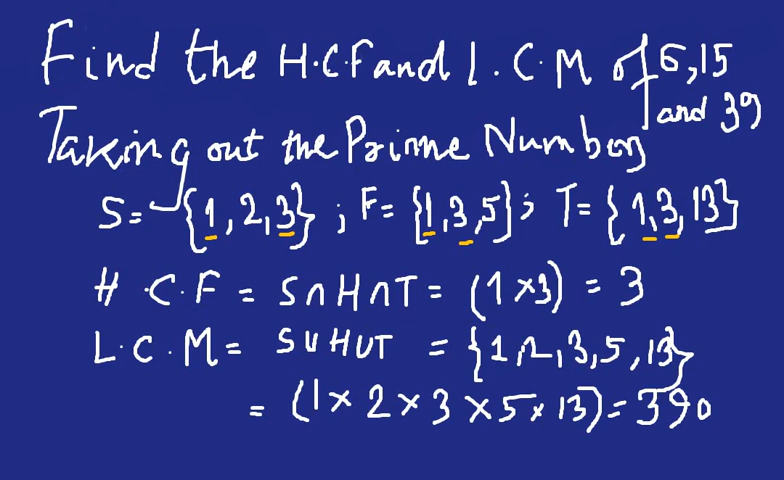 Find the H.C.F and L.C.M of 6,15
and 39
Taking out the Prime Numbers
S= {1,2,3} ; F= {1,3,5} ; T= {1,3,13}
H.C.F = S∩H∩T = (1×3) = 3
L.C.M = SUHUT = {1,2,3,5,13}
= (1×2×3×5×13) = 390